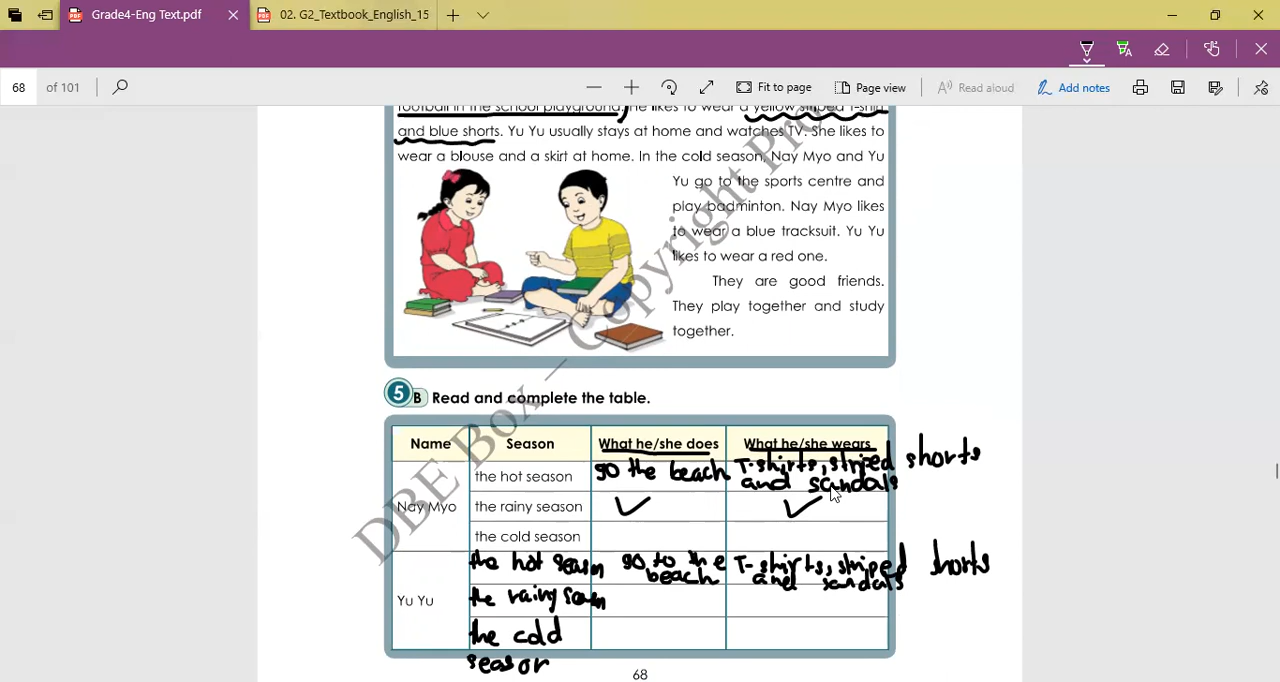 Grade4-Eng Text.pdf
02. G2_Textbook_English_15
68 of 101
Fit to page
Page view
Read aloud
Add notes
football in the school playground. He likes to wear a yellow striped T-shirt
and blue shorts. Yu Yu usually stays at home and watches TV. She likes to
wear a blouse and a skirt at home. In the cold season, Nay Myo and Yu
Yu go to the sports centre and
play badminton. Nay Myo likes
to wear a blue tracksuit. Yu Yu
likes to wear a red one.
They are good friends.
They play together and study
together.
5 B Read and complete the table.
Name Season What he/she does What he/she wears
Nay Myo
the hot season go the beach T-shirts, striped shorts
and scandals
the rainy season
the cold season
Yu Yu
the hot season go to the T-shirts, striped shorts
beach and sandals
the rainy seson
the cold
season
68
DBE Box – Copyright